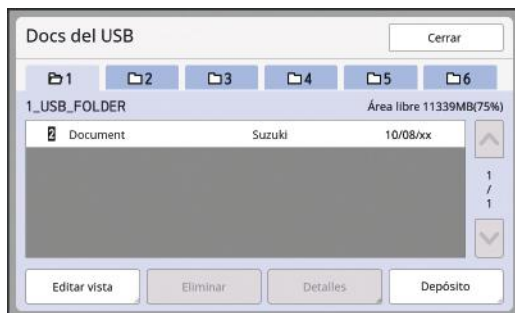 Docs del USB
Cerrar
1 2 3 4 5 6
1_USB_FOLDER Área libre 11339MB(75%)
2 Document Suzuki 10/08/xx
1
/
1
Editar vista Eliminar Detalles Depósito